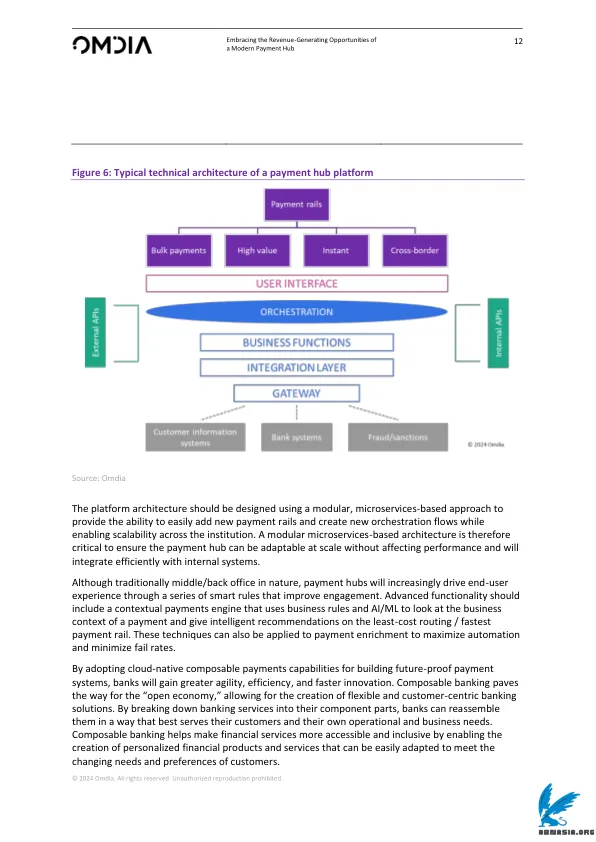 OMDIA
Embracing the Revenue-Generating Opportunities of
a Modern Payment Hub
12
Figure 6: Typical technical architecture of a payment hub platform
Payment rails
Bulk payments
High value
Instant
Cross-border
USER INTERFACE
External APIs
ORCHESTRATION
Internal APIs
BUSINESS FUNCTIONS
INTEGRATION LAYER
GATEWAY
Customer information
systems
Bank systems
Fraud/sanctions
© 2024 Omdia
Source: Omdia
The platform architecture should be designed using a modular, microservices-based approach to
provide the ability to easily add new payment rails and create new orchestration flows while
enabling scalability across the institution. A modular microservices-based architecture is therefore
critical to ensure the payment hub can be adaptable at scale without affecting performance and will
integrate efficiently with internal systems.
Although traditionally middle/back office in nature, payment hubs will increasingly drive end-user
experience through a series of smart rules that improve engagement. Advanced functionality should
include a contextual payments engine that uses business rules and AI/ML to look at the business
context of a payment and give intelligent recommendations on the least-cost routing / fastest
payment rail. These techniques can also be applied to payment enrichment to maximize automation
and minimize fail rates.
By adopting cloud-native composable payments capabilities for building future-proof payment
systems, banks will gain greater agility, efficiency, and faster innovation. Composable banking paves
the way for the “open economy,” allowing for the creation of flexible and customer-centric banking
solutions. By breaking down banking services into their component parts, banks can reassemble
them in a way that best serves their customers and their own operational and business needs.
Composable banking helps make financial services more accessible and inclusive by enabling the
creation of personalized financial products and services that can be easily adapted to meet the
changing needs and preferences of customers.
© 2024 Omdia. All rights reserved. Unauthorized reproduction prohibited.
ABNASIA.ORG